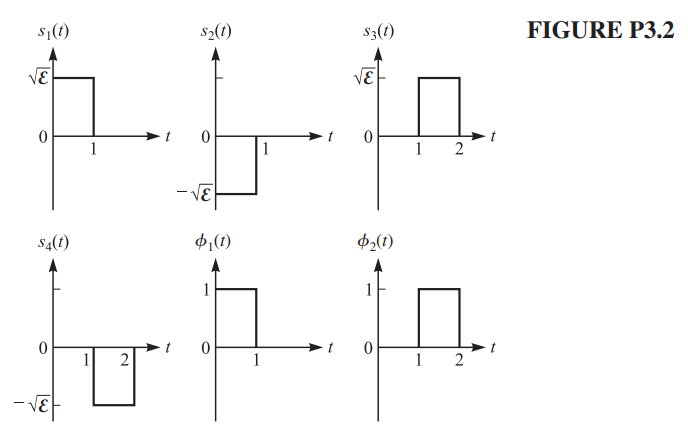 s₁(t) s₂(t) s₃(t) FIGURE P3.2
√ℰ √ℰ
0 t 0 t 0 t
1 1 1 2
−√ℰ
s₄(t) ϕ₁(t) ϕ₂(t)
1 1
0 t 0 t 0 t
1 2 1 1 2
−√ℰ